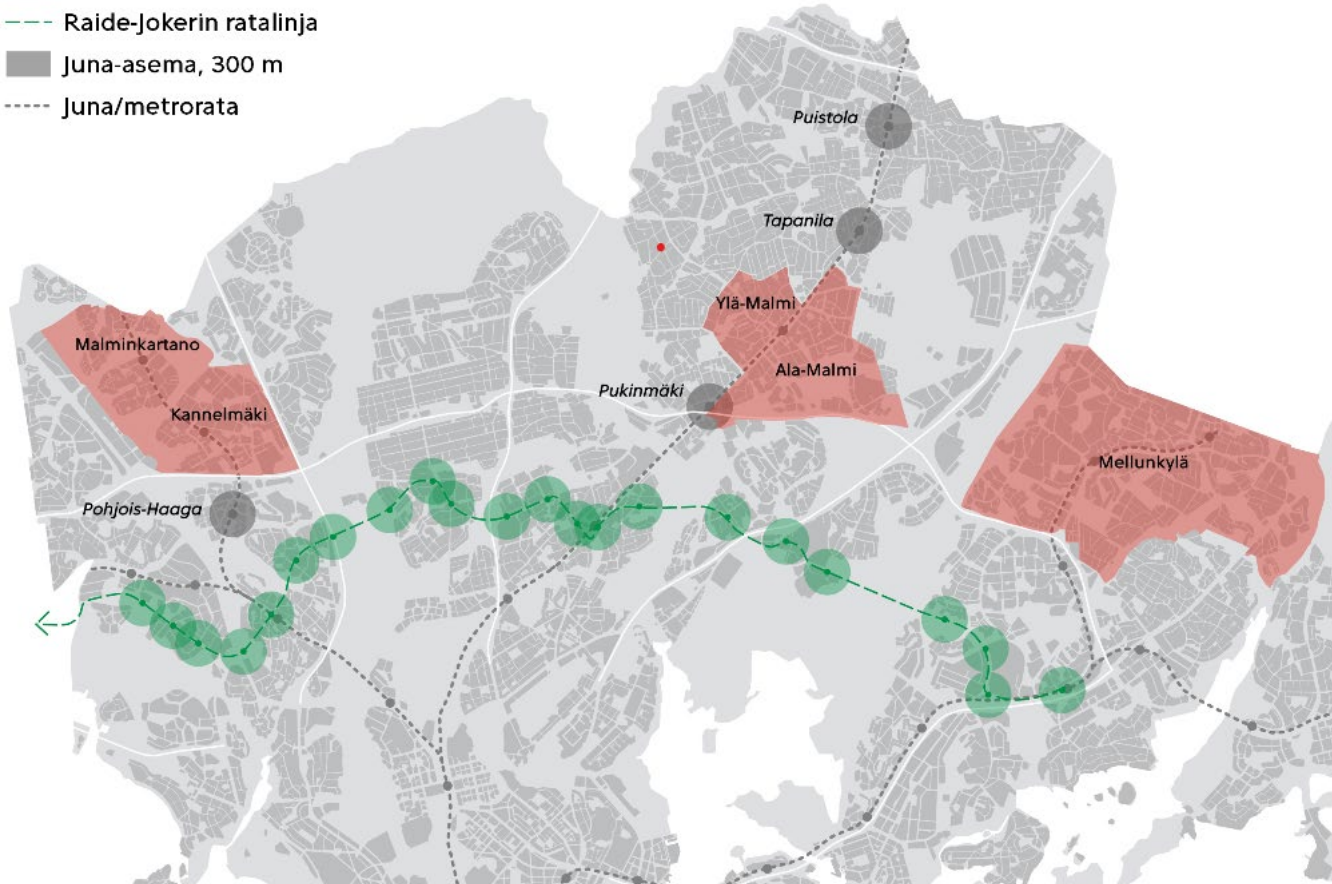 Raide-Jokerin ratalinja
Juna-asema, 300 m
Juna/metrorata
Puistola
Tapanila
Ylä-Malmi
Malminkartano
Ala-Malmi
Pukinmäki
Kannelmäki
Mellunkylä
Pohjois-Haaga